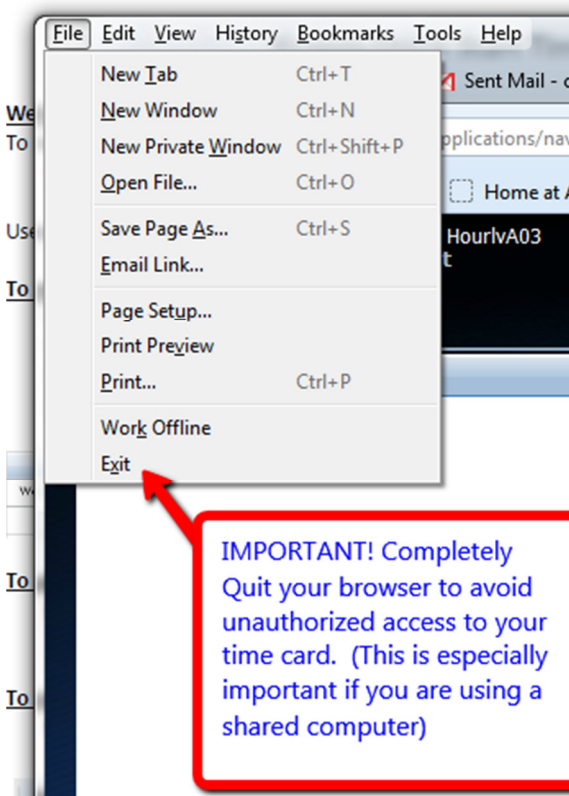 File Edit View History Bookmarks Tools Help
New Tab Ctrl+T
Sent Mail -
We
New Window Ctrl+N
To
New Private Window Ctrl+Shift+P
pplications/nav
Open File... Ctrl+O
Home at A
Use
Save Page As... Ctrl+S
HourlyA03
Email Link...
t
To
Page Setup...
Print Preview
Print... Ctrl+P
Work Offline
Exit
IMPORTANT! Completely
Quit your browser to avoid
To
unauthorized access to your
time card. (This is especially
important if you are using a
To
shared computer)